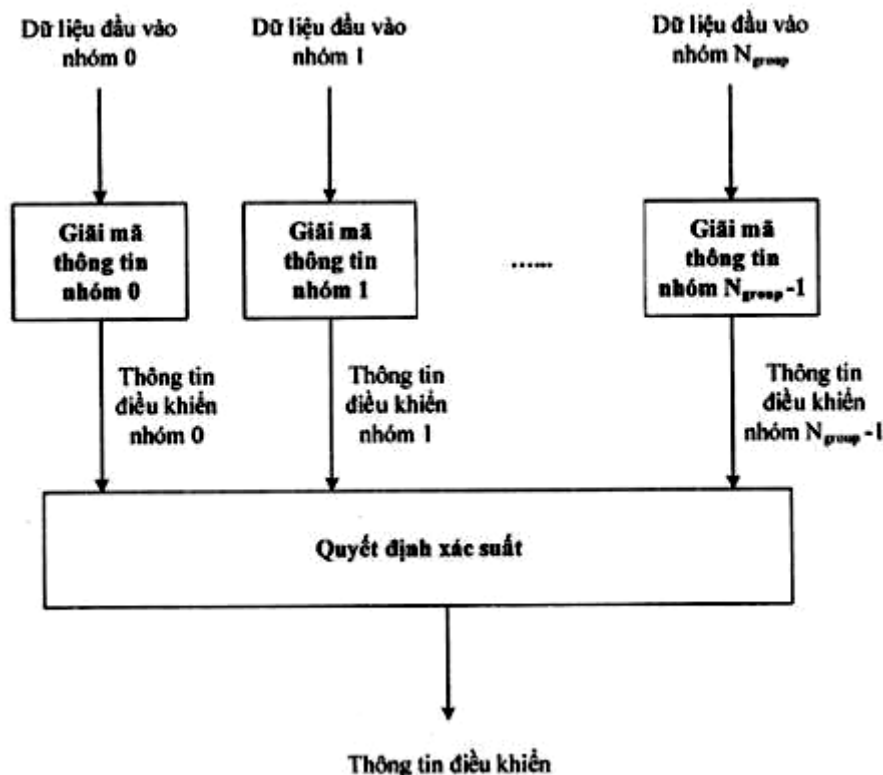 Dữ liệu đầu vào
nhóm 0
Dữ liệu đầu vào
nhóm 1
Dữ liệu đầu vào
nhóm N_group
Giải mã
thông tin
nhóm 0
Giải mã
thông tin
nhóm 1
......
Giải mã
thông tin
nhóm N_group -1
Thông tin
điều khiển
nhóm 0
Thông tin
điều khiển
nhóm 1
Thông tin
điều khiển
nhóm N_group -1
Quyết định xác suất
Thông tin điều khiển